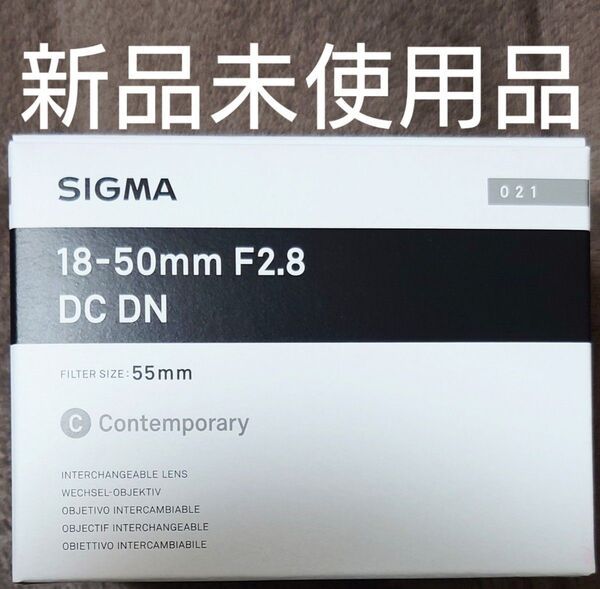 新品未使用品
SIGMA
021
18-50mm F2.8
DC DN
FILTER SIZE: 55mm
C Contemporary
INTERCHANGEABLE LENS
WECHSEL-OBJEKTIV
OBJETIVO INTERCAMBIABLE
OBJECTIF INTERCHANGEABLE
OBIETTIVO INTERCAMBIABILE